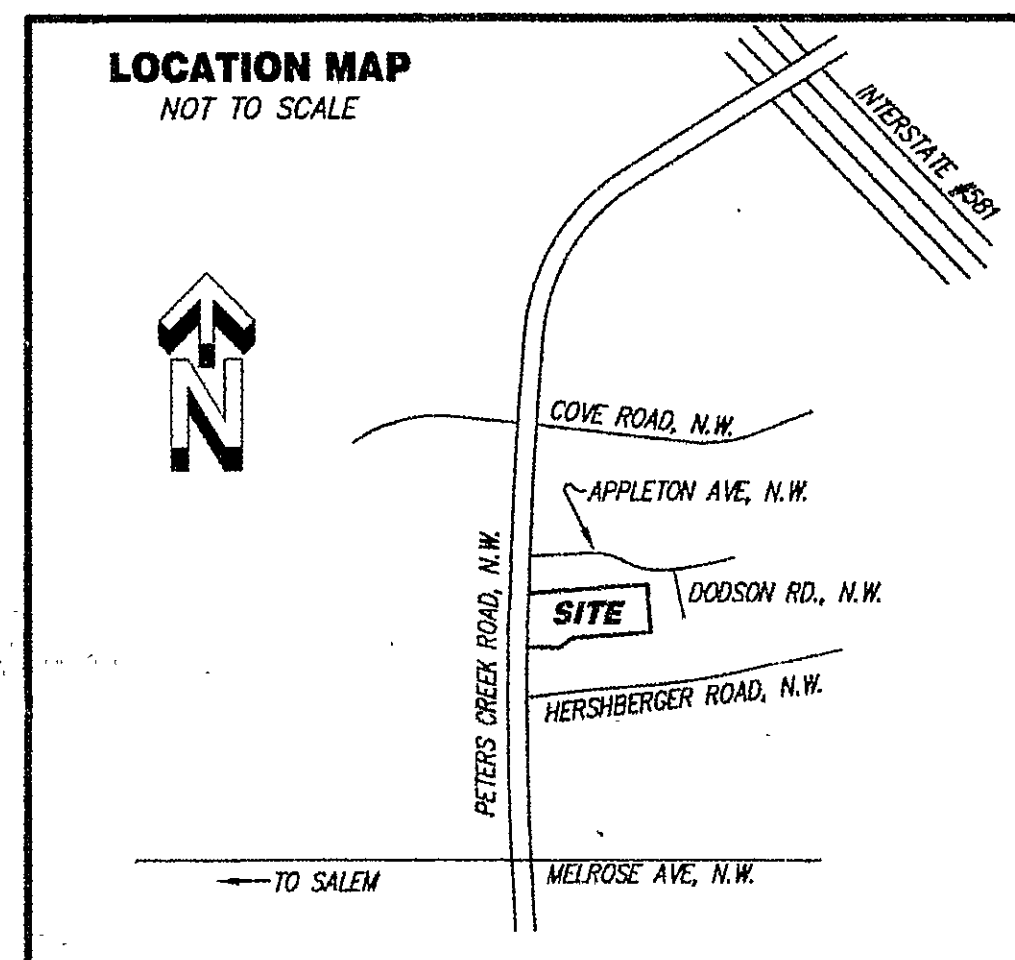 LOCATION MAP
NOT TO SCALE
INTERSTATE #581
N
COVE ROAD, N.W.
APPLETON AVE, N.W.
PETERS CREEK ROAD, N.W.
DODSON RD., N.W.
SITE
HERSHBERGER ROAD, N.W.
TO SALEM
MELROSE AVE, N.W.